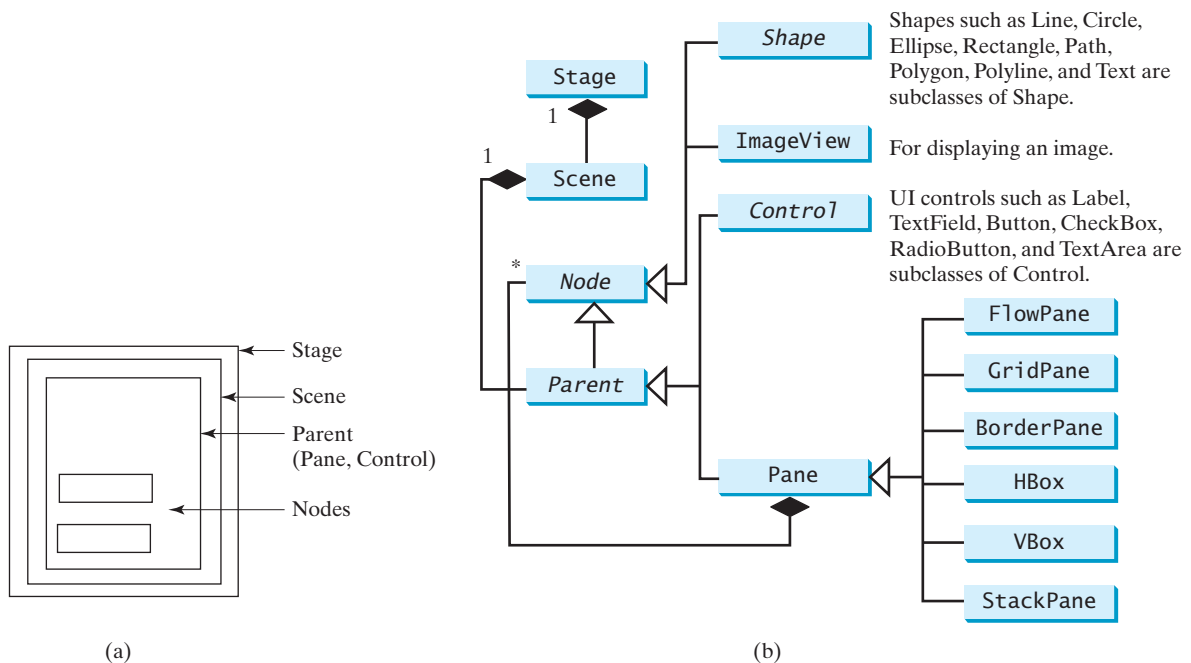 Stage
Scene
Parent
(Pane, Control)
Nodes
(a)
Stage
1
1
Scene
*
Node
Parent
Shape
Shapes such as Line, Circle,
Ellipse, Rectangle, Path,
Polygon, Polyline, and Text are
subclasses of Shape.
ImageView
For displaying an image.
Control
UI controls such as Label,
TextField, Button, CheckBox,
RadioButton, and TextArea are
subclasses of Control.
Pane
FlowPane
GridPane
BorderPane
HBox
VBox
StackPane
(b)